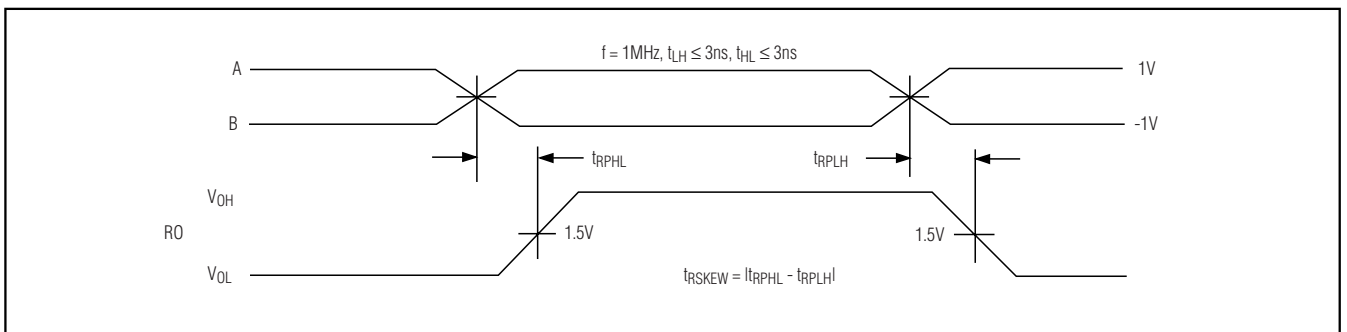 f = 1MHz, tLH ≤ 3ns, tHL ≤ 3ns
A
1V
B
-1V
tRPHL
tRPLH
VOH
RO
1.5V
1.5V
VOL
tRSKEW = |tRPHL - tRPLH|